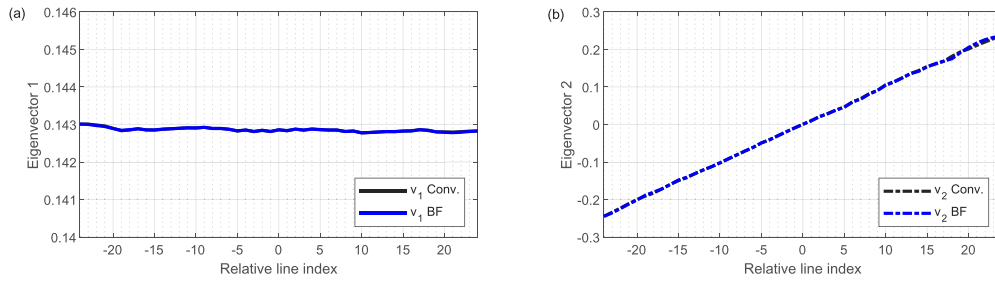 (a)
0.146
0.145
0.144
0.143
0.142
0.141
0.14
Eigenvector 1
v1 Conv.
v1 BF
-20 -15 -10 -5 0 5 10 15 20
Relative line index
(b)
0.3
0.2
0.1
0
-0.1
-0.2
-0.3
Eigenvector 2
v2 Conv.
v2 BF
-20 -15 -10 -5 0 5 10 15 20
Relative line index